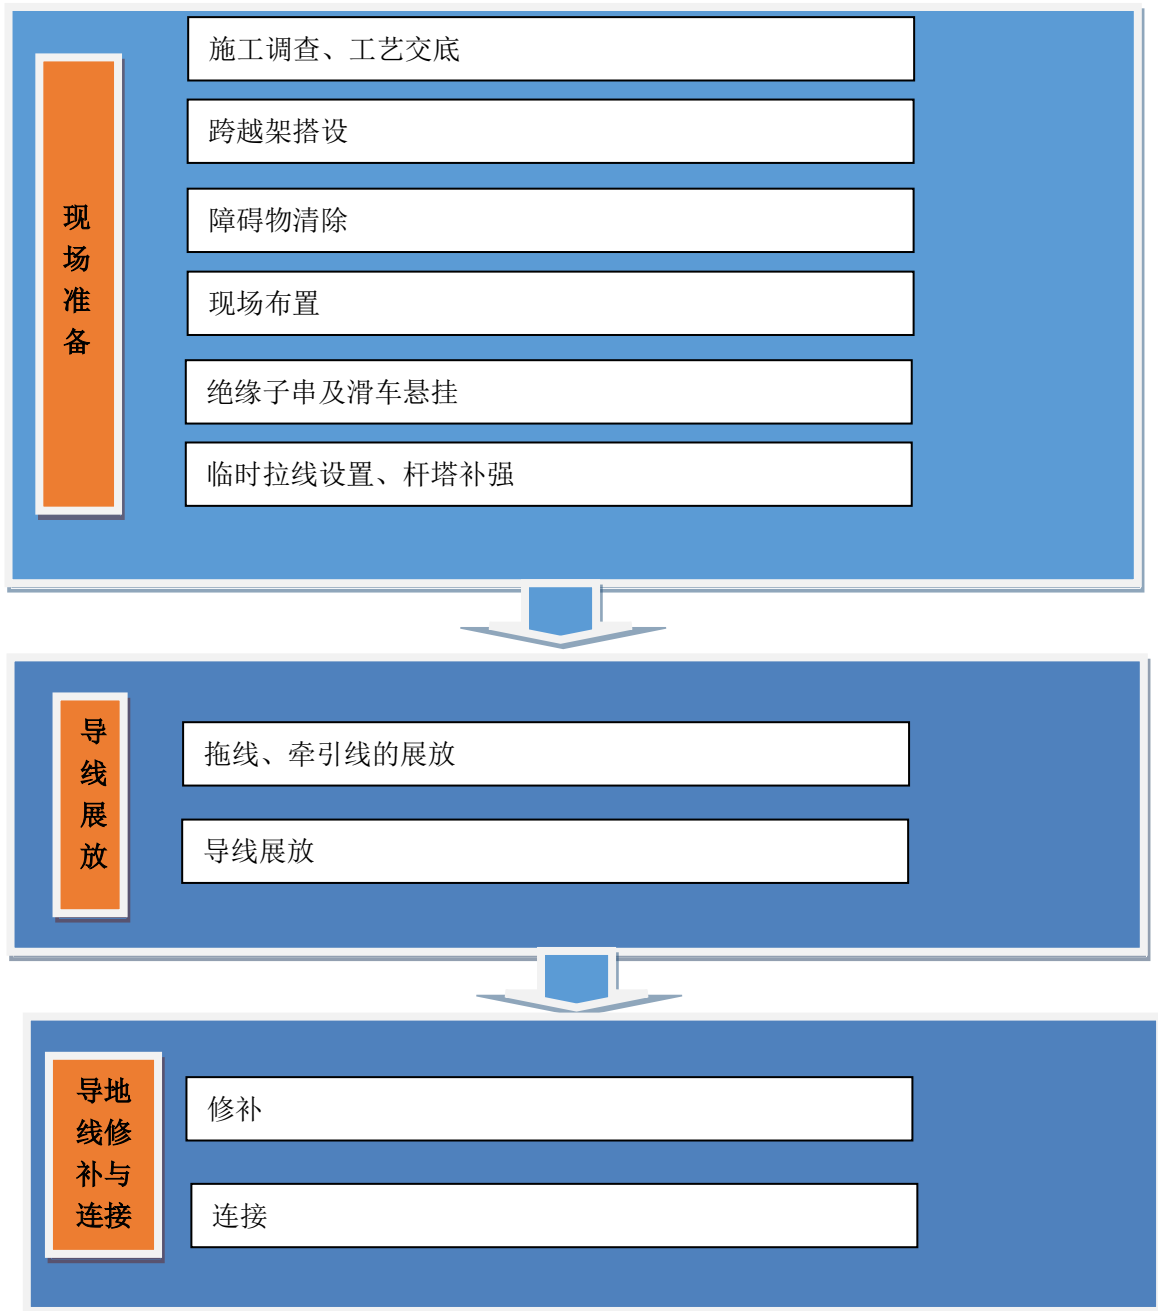 现
场
准
备
施工调查、工艺交底
跨越架搭设
障碍物清除
现场布置
绝缘子串及滑车悬挂
临时拉线设置、杆塔补强
导
线
展
放
拖线、牵引线的展放
导线展放
导地
线修
补与
连接
修补
连接